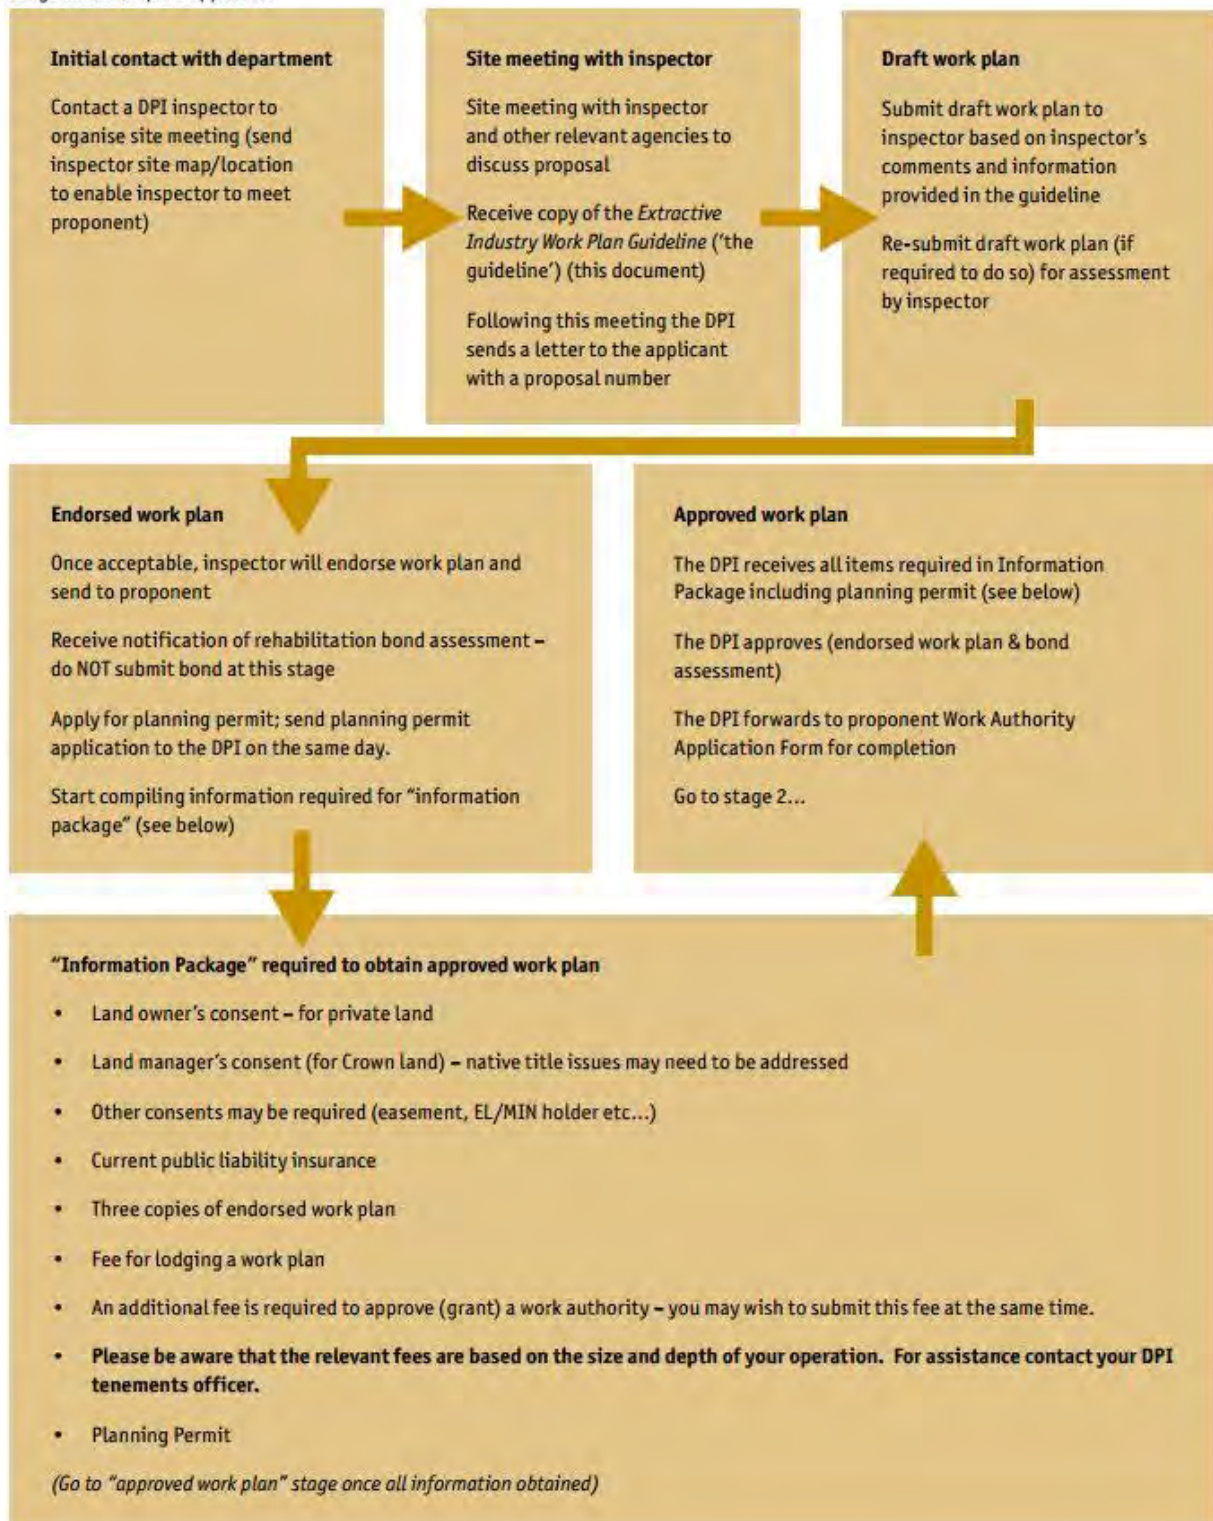 Initial contact with department
Contact a DPI inspector to
organise site meeting (send
inspector site map/location
to enable inspector to meet
proponent)
Site meeting with inspector
Site meeting with inspector
and other relevant agencies to
discuss proposal
Receive copy of the Extractive
Industry Work Plan Guideline (‘the
guideline’) (this document)
Following this meeting the DPI
sends a letter to the applicant
with a proposal number
Draft work plan
Submit draft work plan to
inspector based on inspector’s
comments and information
provided in the guideline
Re-submit draft work plan (if
required to do so) for assessment
by inspector
Endorsed work plan
Once acceptable, inspector will endorse work plan and
send to proponent
Receive notification of rehabilitation bond assessment –
do NOT submit bond at this stage
Apply for planning permit; send planning permit
application to the DPI on the same day.
Start compiling information required for “information
package” (see below)
Approved work plan
The DPI receives all items required in Information
Package including planning permit (see below)
The DPI approves (endorsed work plan & bond
assessment)
The DPI forwards to proponent Work Authority
Application Form for completion
Go to stage 2...
“Information Package” required to obtain approved work plan
• Land owner’s consent – for private land
• Land manager’s consent (for Crown land) – native title issues may need to be addressed
• Other consents may be required (easement, EL/MIN holder etc...)
• Current public liability insurance
• Three copies of endorsed work plan
• Fee for lodging a work plan
• An additional fee is required to approve (grant) a work authority – you may wish to submit this fee at the same time.
• Please be aware that the relevant fees are based on the size and depth of your operation. For assistance contact your DPI
tenements officer.
• Planning Permit
(Go to “approved work plan” stage once all information obtained)